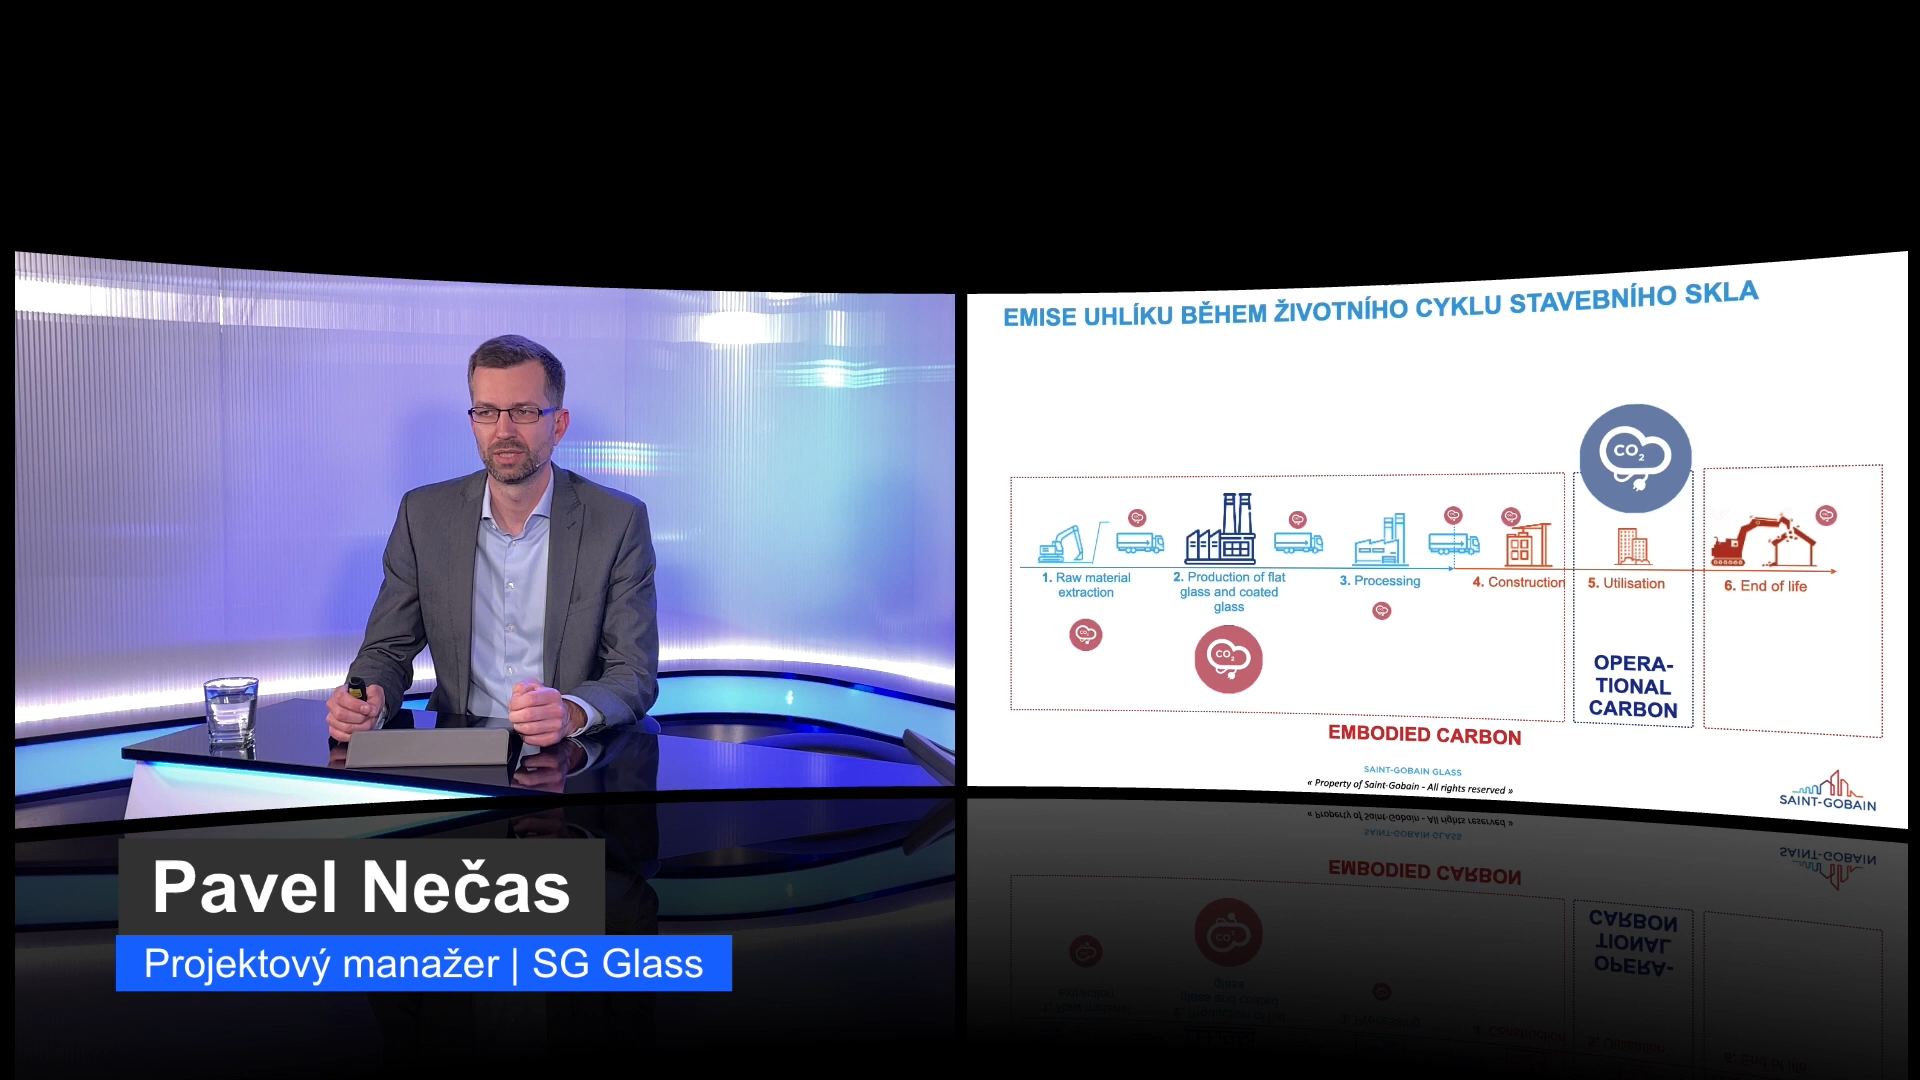 EMISE UHLÍKU BĚHEM ŽIVOTNÍHO CYKLU STAVEBNÍHO SKLA
CO2
1. Raw material
extraction
2. Production of flat
glass and coated
glass
3. Processing
4. Construction
5. Utilisation
6. End of life
CO2
OPERA-
TIONAL
CARBON
EMBODIED CARBON
SAINT-GOBAIN GLASS
« Property of Saint-Gobain - All rights reserved »
SAINT-GOBAIN
Pavel Nečas
Projektový manažer | SG Glass